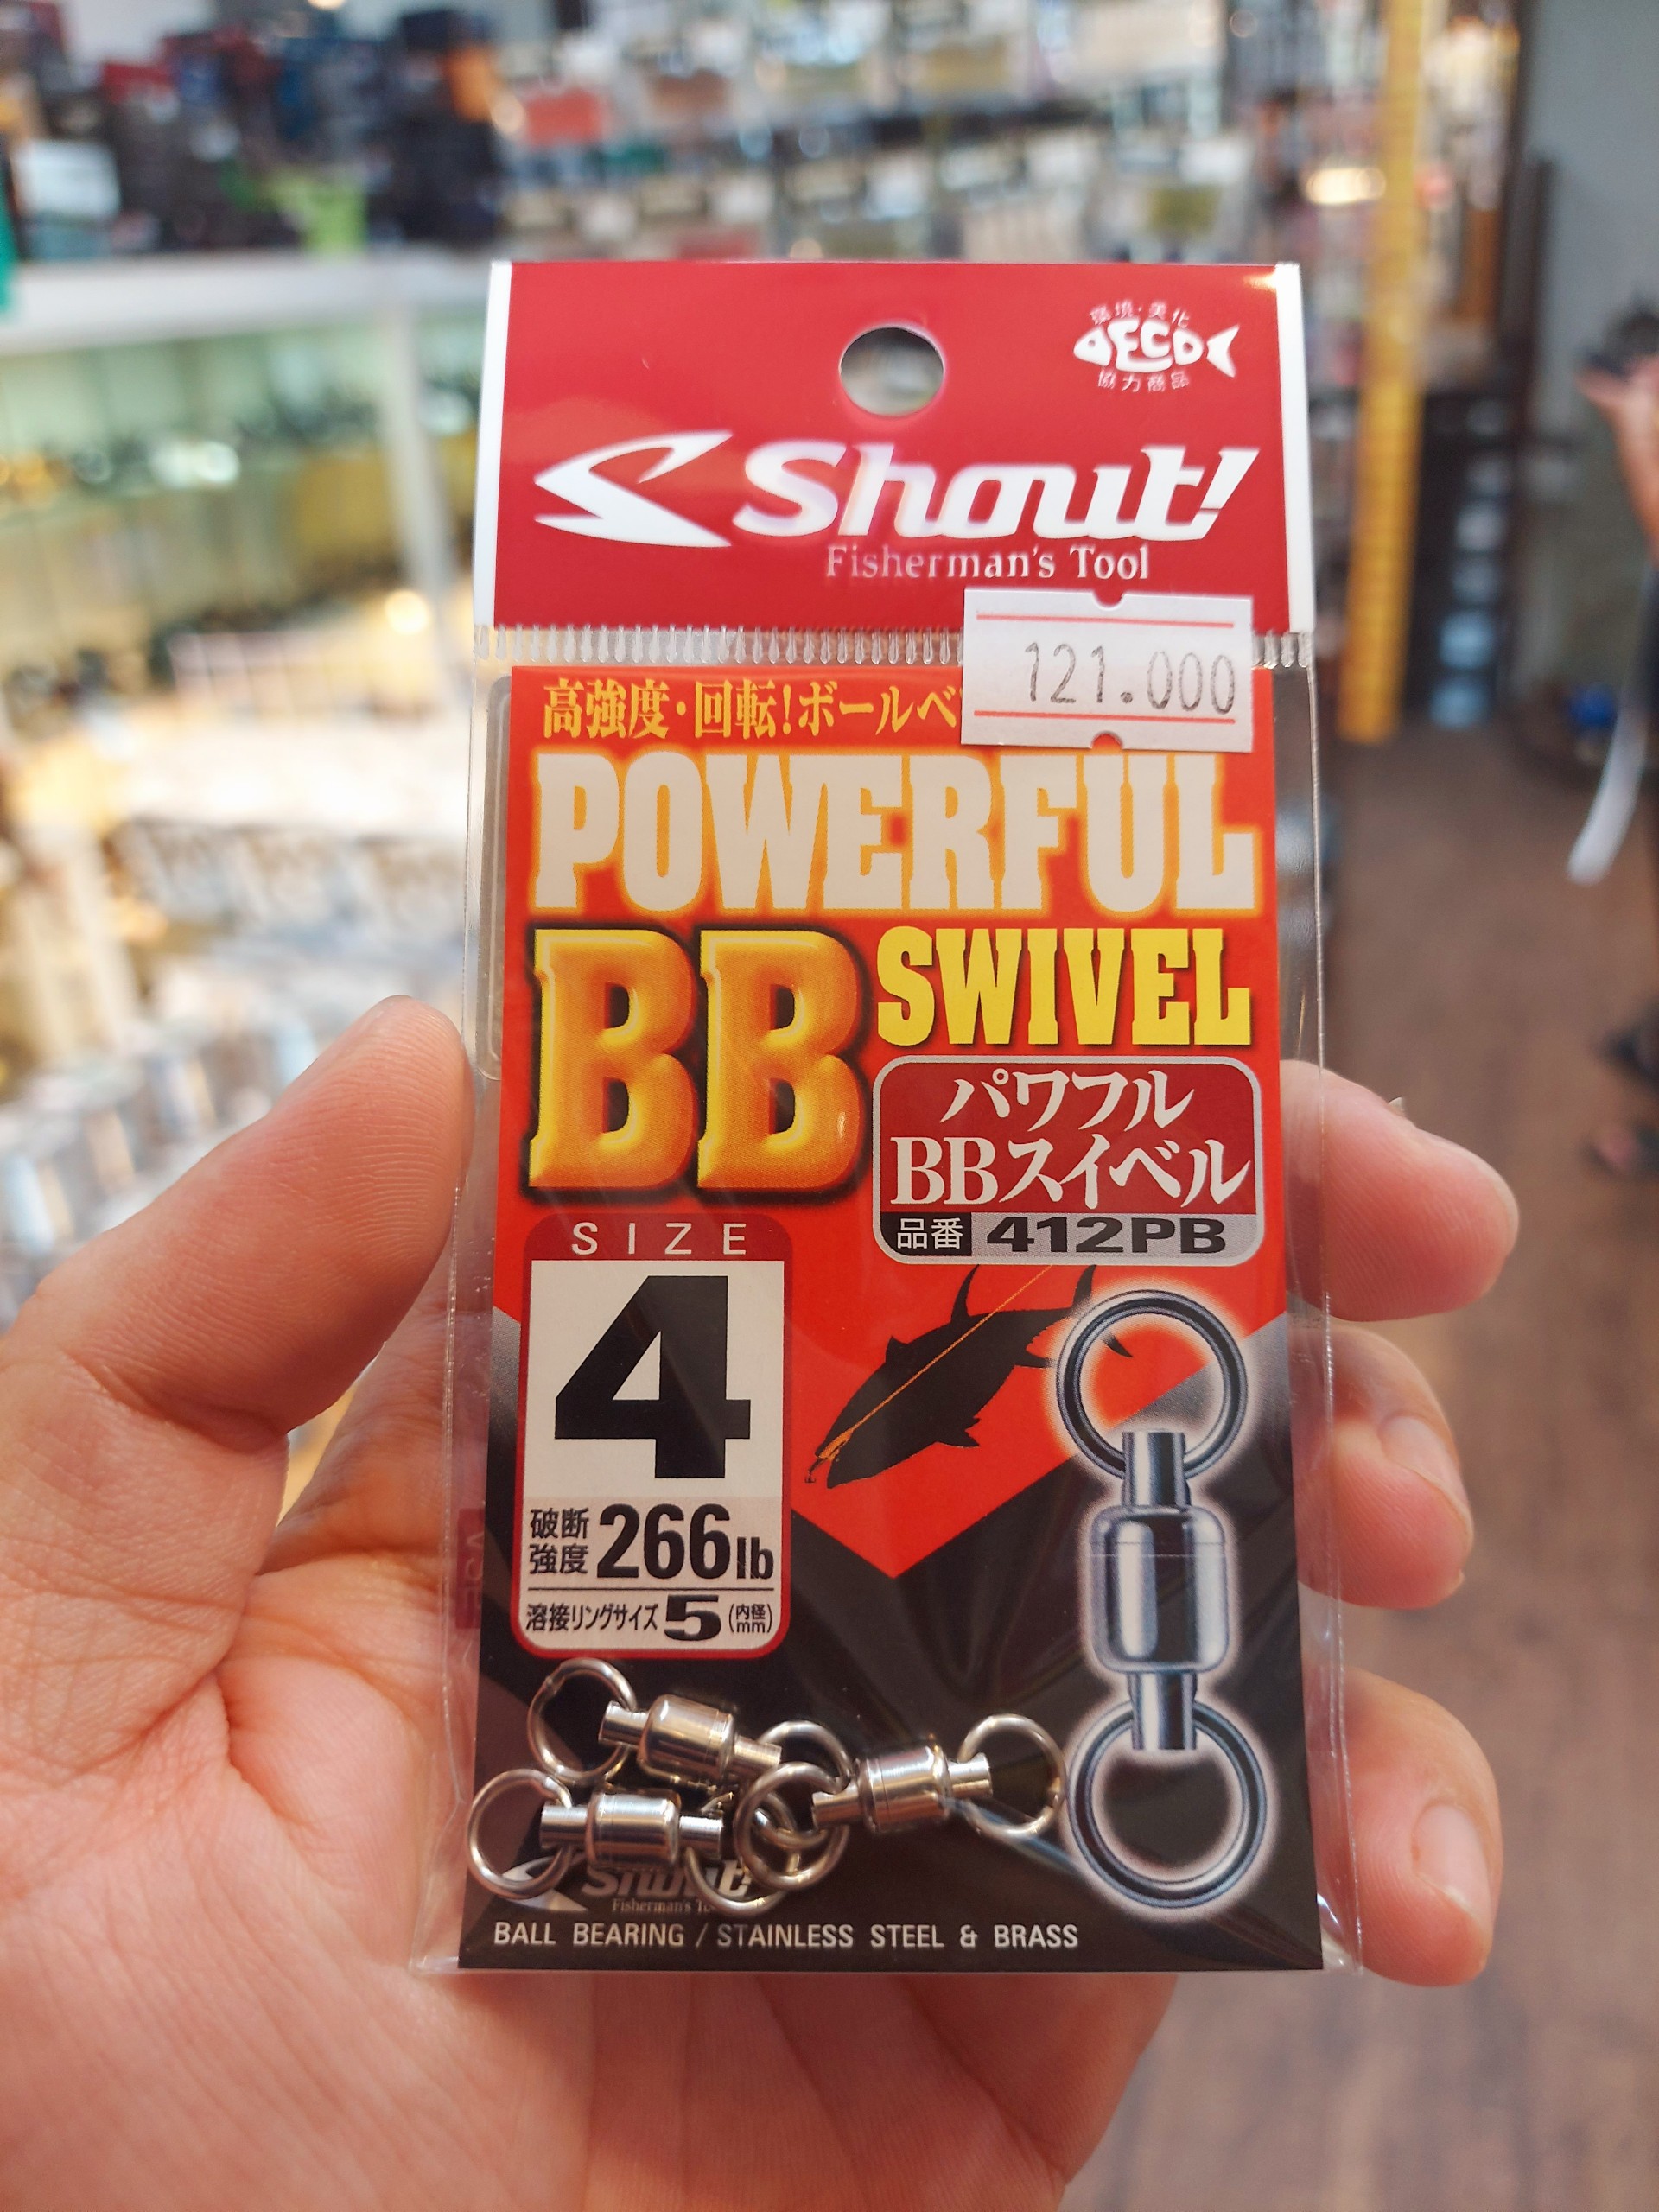 環境・美化
ECO
協力商品
Shout!
Fisherman's Tool
121.000
高強度・回転!ボールベ
POWERFUL
BB SWIVEL
パワフル
BBスイベル
品番 412PB
SIZE
4
破断強度 266lb
溶接リングサイズ 5 (内径mm)
Shout!
Fisherman's
BALL BEARING / STAINLESS STEEL & BRASS